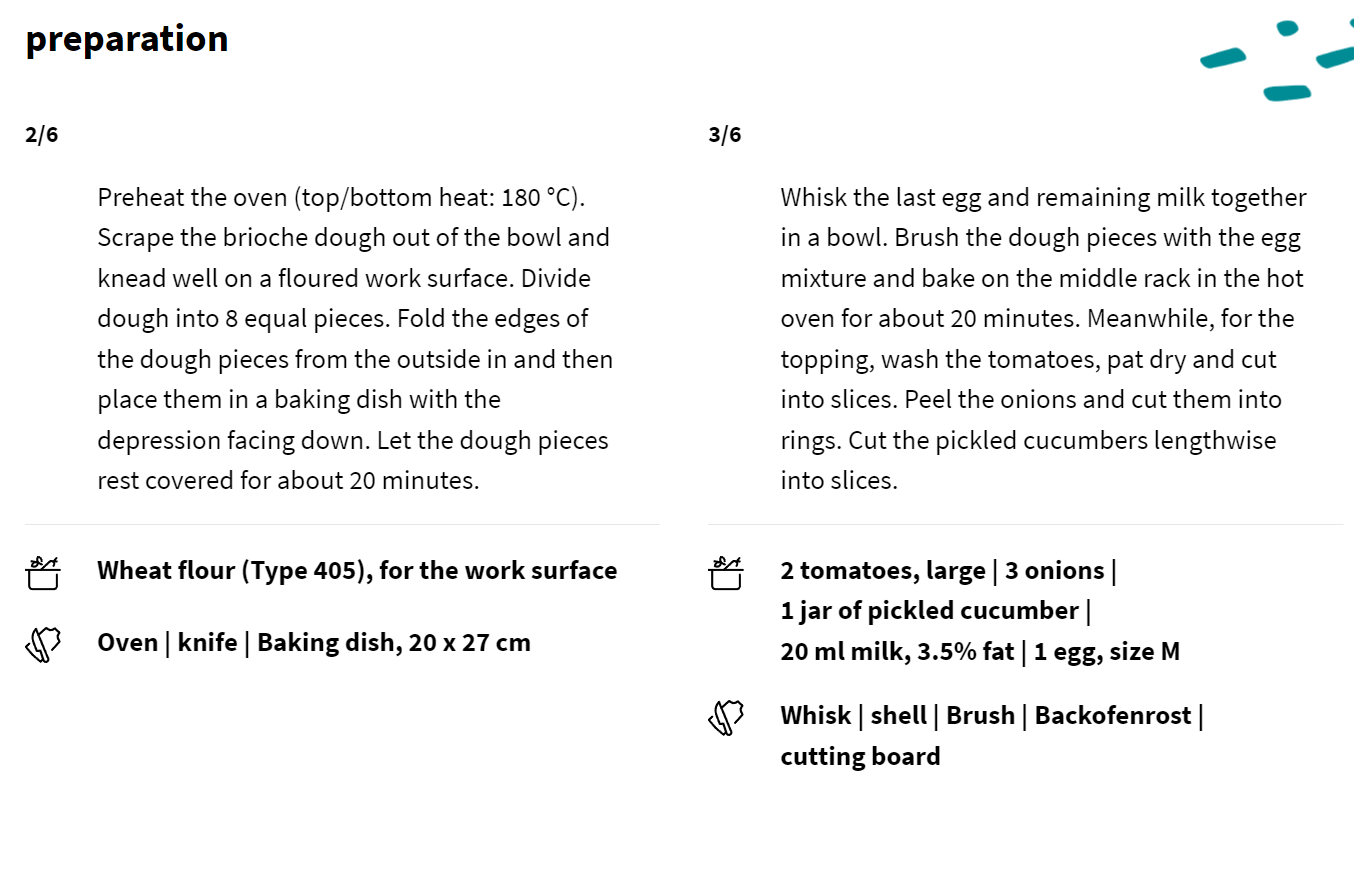 preparation
2/6
Preheat the oven (top/bottom heat: 180 °C).
Scrape the brioche dough out of the bowl and
knead well on a floured work surface. Divide
dough into 8 equal pieces. Fold the edges of
the dough pieces from the outside in and then
place them in a baking dish with the
depression facing down. Let the dough pieces
rest covered for about 20 minutes.
Wheat flour (Type 405), for the work surface
Oven | knife | Baking dish, 20 x 27 cm
3/6
Whisk the last egg and remaining milk together
in a bowl. Brush the dough pieces with the egg
mixture and bake on the middle rack in the hot
oven for about 20 minutes. Meanwhile, for the
topping, wash the tomatoes, pat dry and cut
into slices. Peel the onions and cut them into
rings. Cut the pickled cucumbers lengthwise
into slices.
2 tomatoes, large | 3 onions |
1 jar of pickled cucumber |
20 ml milk, 3.5% fat | 1 egg, size M
Whisk | shell | Brush | Backofenrost |
cutting board